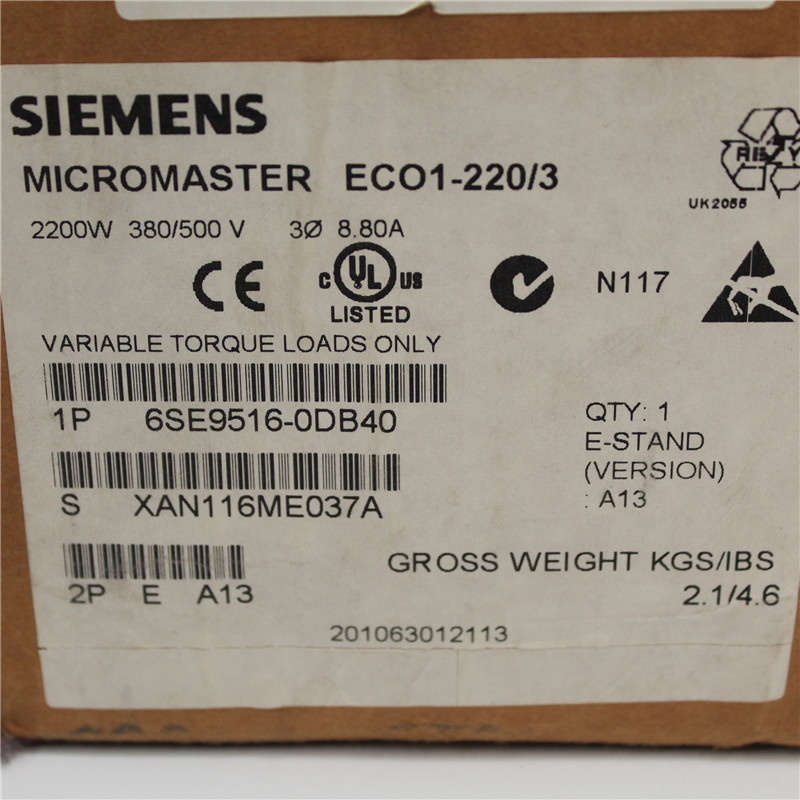 SIEMENS
MICROMASTER ECO1-220/3
UK2055
2200W 380/500 V 3Ø 8.80A
CE
c UL US
LISTED
N117
VARIABLE TORQUE LOADS ONLY
1P 6SE9516-0DB40
QTY: 1
E-STAND
(VERSION)
: A13
S XAN116ME037A
GROSS WEIGHT KGS/IBS
2.1/4.6
2P E A13
201063012113